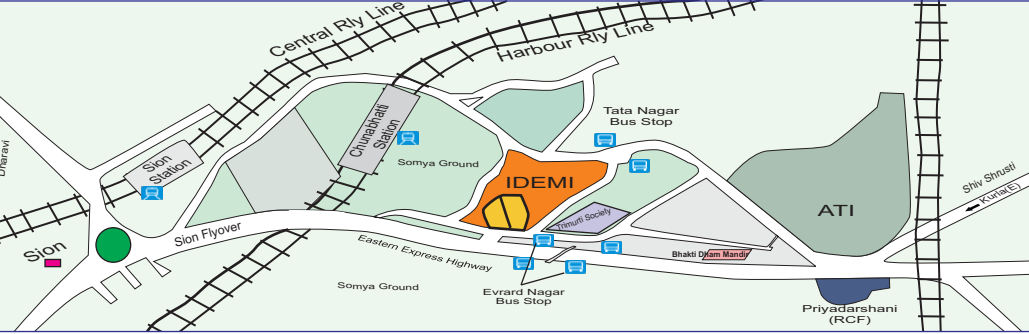 Central Rly Line
Harbour Rly Line
Dharavi
Sion
Station
Chunabhatti
Station
Somya Ground
Tata Nagar
Bus Stop
IDEMI
Trimurti Society
ATI
Shiv Shrusti
Kurla(E)
Sion
Sion Flyover
Eastern Express Highway
Bhakti Dham Mandir
Somya Ground
Evrard Nagar
Bus Stop
Priyadarshani
(RCF)